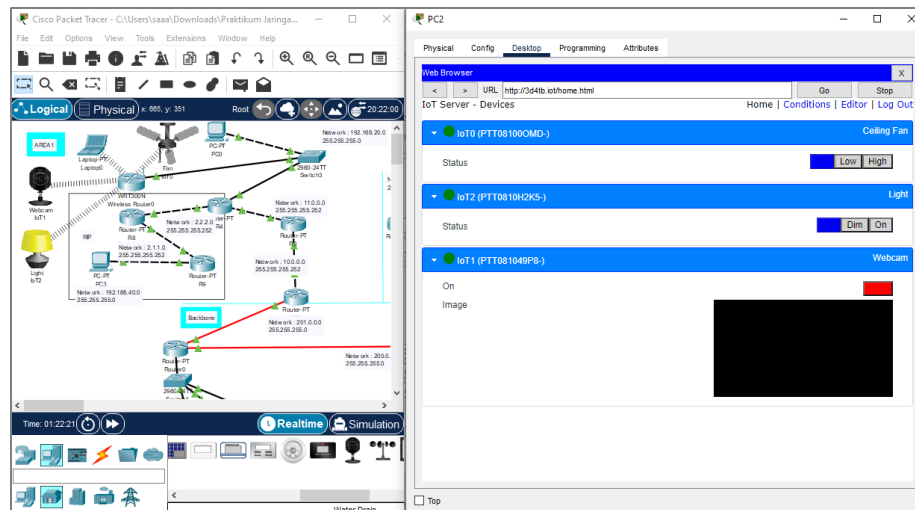 Cisco Packet Tracer - C:\Users\saaa\Downloads\Praktikum Jaringa...
File Edit Options View Tools Extensions Window Help
Logical Physical x: 665, y: 351 Root 20:22:00
AREA1
Laptop-PT
Laptop0
Fan
IoT0
PC-PT
PC0
Network : 192.168.20.0
255.255.255.0
2960-24TT
Switch3
Webcam
IoT1
WRT300N
Wireless Router0
Light
IoT2
RIP
Router-PT
R8
Network : 2.2.2.0
255.255.255.252
R4
Network : 11.0.0.0
255.255.255.252
Router-PT
Network : 2.1.1.0
255.255.255.252
PC-PT
PC3
Router-PT
R9
Network : 10.0.0.0
255.255.255.252
Network : 192.168.40.0
255.255.255.0
Router-PT
Backbone
Network : 201.0.0.0
255.255.255.0
Router-PT
Router0
Network : 200.0.
255.255.255.0
Time: 01:22:21 Realtime Simulation
Water Drain
PC2
Physical Config Desktop Programming Attributes
Web Browser X
< > URL http://3d4tb.iot/home.html Go Stop
IoT Server - Devices Home | Conditions | Editor | Log Out
IoT0 (PTT08100OMD-) Ceiling Fan
Status Low High
IoT2 (PTT0810H2K5-) Light
Status Dim On
IoT1 (PTT081049PS-) Webcam
On
Image
Top